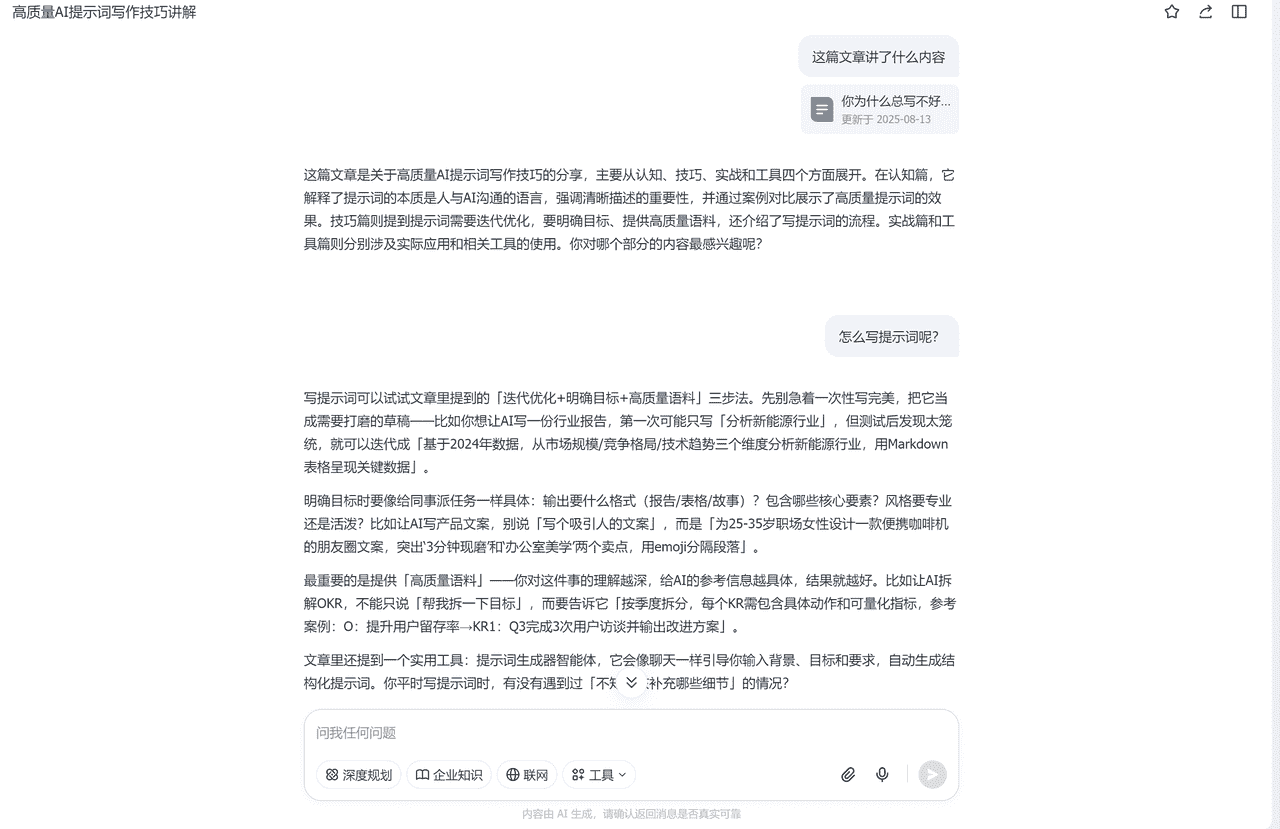 高质量AI提示词写作技巧讲解
这篇文章讲了什么内容
你为什么总写不好...
更新于 2025-08-13
这篇文章是关于高质量AI提示词写作技巧的分享，主要从认知、技巧、实战和工具四个方面展开。在认知篇，它
解释了提示词的本质是人与AI沟通的语言，强调清晰描述的重要性，并通过案例对比展示了高质量提示词的效
果。技巧篇则提到提示词需要迭代优化，要明确目标、提供高质量语料，还介绍了写提示词的流程。实战篇和工
具篇则分别涉及实际应用和相关工具的使用。你对哪个部分的内容最感兴趣呢？
怎么写提示词呢？
写提示词可以试试文章里提到的「迭代优化+明确目标+高质量语料」三步法。先别急着一次性写完美，把它当
成需要打磨的草稿——比如你想让AI写一份行业报告，第一次可能只写「分析新能源行业」，但测试后发现太笼
统，就可以迭代成「基于2024年数据，从市场规模/竞争格局/技术趋势三个维度分析新能源行业，用Markdown
表格呈现关键数据」。
明确目标时要像给同事派任务一样具体：输出要什么格式（报告/表格/故事）？包含哪些核心要素？风格要专业
还是活泼？比如让AI写产品文案，别说「写个吸引人的文案」，而是「为25-35岁职场女性设计一款便携咖啡机
的朋友圈文案，突出'3分钟现磨'和'办公室美学'两个卖点，用emoji分隔段落」。
最重要的是提供「高质量语料」——你对这件事的理解越深，给AI的参考信息越具体，结果就越好。比如让AI拆
解OKR，不能只说「帮我拆一下目标」，而要告诉它「按季度拆分，每个KR需包含具体动作和可量化指标，参考
案例：O：提升用户留存率→KR1：Q3完成3次用户访谈并输出改进方案」。
文章里还提到一个实用工具：提示词生成器智能体，它会像聊天一样引导你输入背景、目标和要求，自动生成结
构化提示词。你平时写提示词时，有没有遇到过「不知 补充哪些细节」的情况？
问我任何问题
深度规划 企业知识 联网 工具
内容由 AI 生成，请确认返回消息是否真实可靠